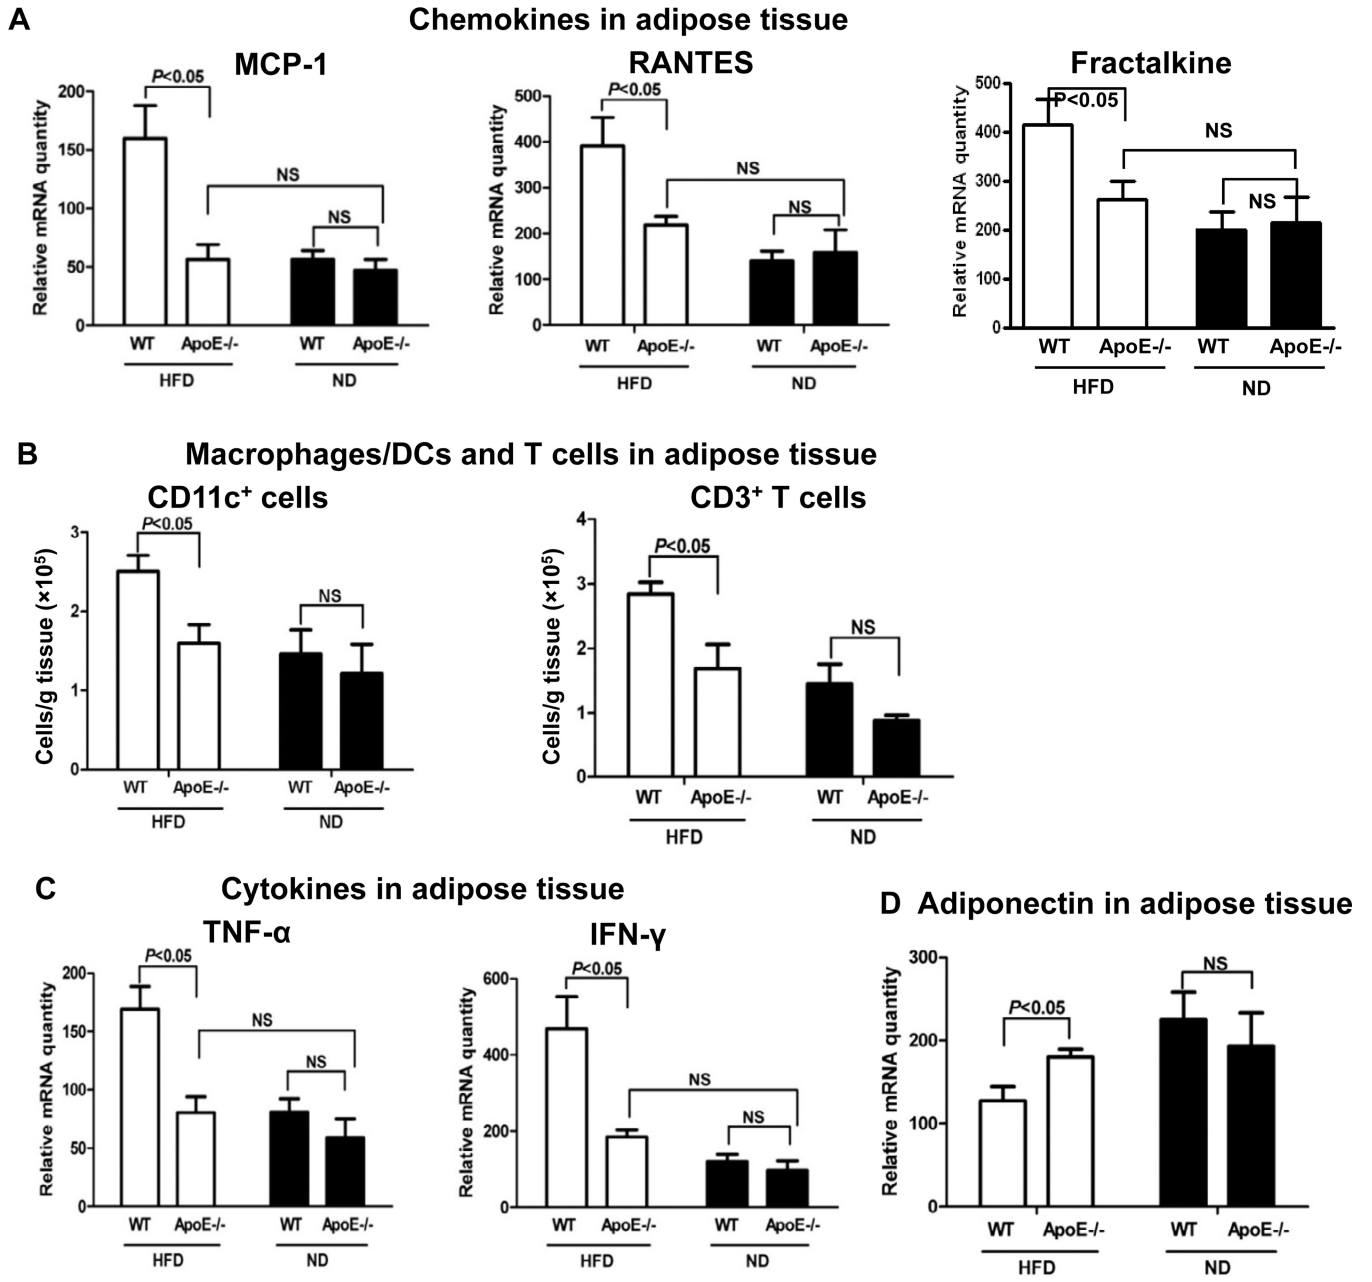 A Chemokines in adipose tissue
MCP-1
RANTES
Fractalkine
Relative mRNA quantity
200
150
100
50
0
P<0.05
NS
NS
WT ApoE-/- WT ApoE-/-
HFD ND
Relative mRNA quantity
500
400
300
200
100
0
P<0.05
NS
NS
WT ApoE-/- WT ApoE-/-
HFD ND
Relative mRNA quantity
500
400
300
200
100
0
P<0.05
NS
NS
WT ApoE-/- WT ApoE-/-
HFD ND
B Macrophages/DCs and T cells in adipose tissue
CD11c⁺ cells
CD3⁺ T cells
Cells/g tissue (×10⁵)
3
2
1
0
P<0.05
NS
WT ApoE-/- WT ApoE-/-
HFD ND
Cells/g tissue (×10⁵)
4
3
2
1
0
P<0.05
NS
WT ApoE-/- WT ApoE-/-
HFD ND
C Cytokines in adipose tissue
TNF-α
IFN-γ
Relative mRNA quantity
200
150
100
50
0
P<0.05
NS
NS
WT ApoE-/- WT ApoE-/-
HFD ND
Relative mRNA quantity
600
400
200
0
P<0.05
NS
NS
WT ApoE-/- WT ApoE-/-
HFD ND
D Adiponectin in adipose tissue
Relative mRNA quantity
300
200
100
0
P<0.05
NS
WT ApoE-/- WT ApoE-/-
HFD ND